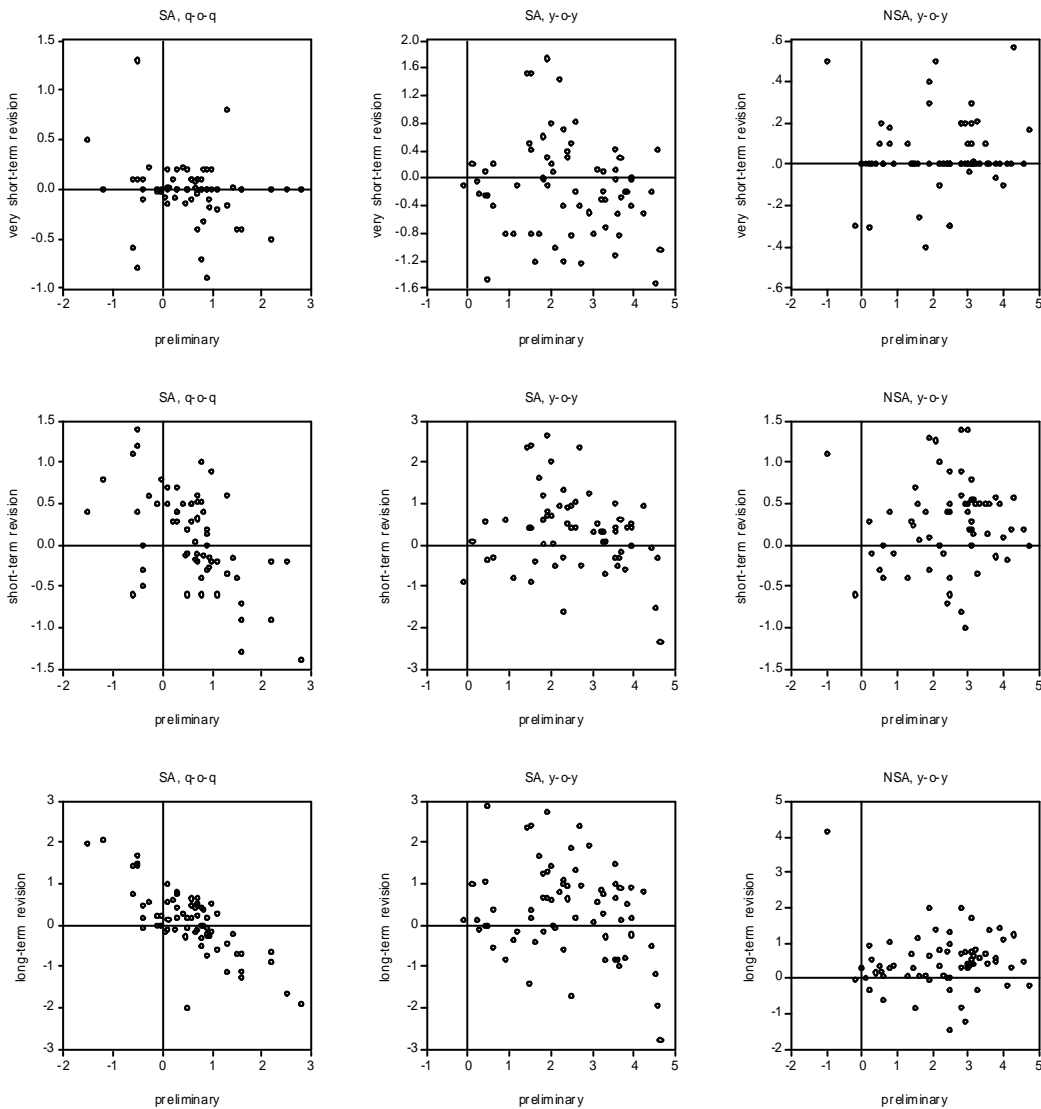 SA, q-o-q
very short-term revision
1.5
1.0
0.5
0.0
-0.5
-1.0
-2 -1 0 1 2 3
preliminary
SA, y-o-y
very short-term revision
2.0
1.6
1.2
0.8
0.4
0.0
-0.4
-0.8
-1.2
-1.6
-1 0 1 2 3 4 5
preliminary
NSA, y-o-y
very short-term revision
.6
.4
.2
.0
-.2
-.4
-.6
-2 -1 0 1 2 3 4 5
preliminary
SA, q-o-q
short-term revision
1.5
1.0
0.5
0.0
-0.5
-1.0
-1.5
-2 -1 0 1 2 3
preliminary
SA, y-o-y
short-term revision
3
2
1
0
-1
-2
-3
-1 0 1 2 3 4 5
preliminary
NSA, y-o-y
short-term revision
1.5
1.0
0.5
0.0
-0.5
-1.0
-1.5
-2 -1 0 1 2 3 4 5
preliminary
SA, q-o-q
long-term revision
3
2
1
0
-1
-2
-3
-2 -1 0 1 2 3
preliminary
SA, y-o-y
long-term revision
3
2
1
0
-1
-2
-3
-1 0 1 2 3 4 5
preliminary
NSA, y-o-y
long-term revision
5
4
3
2
1
0
-1
-2
-2 -1 0 1 2 3 4 5
preliminary